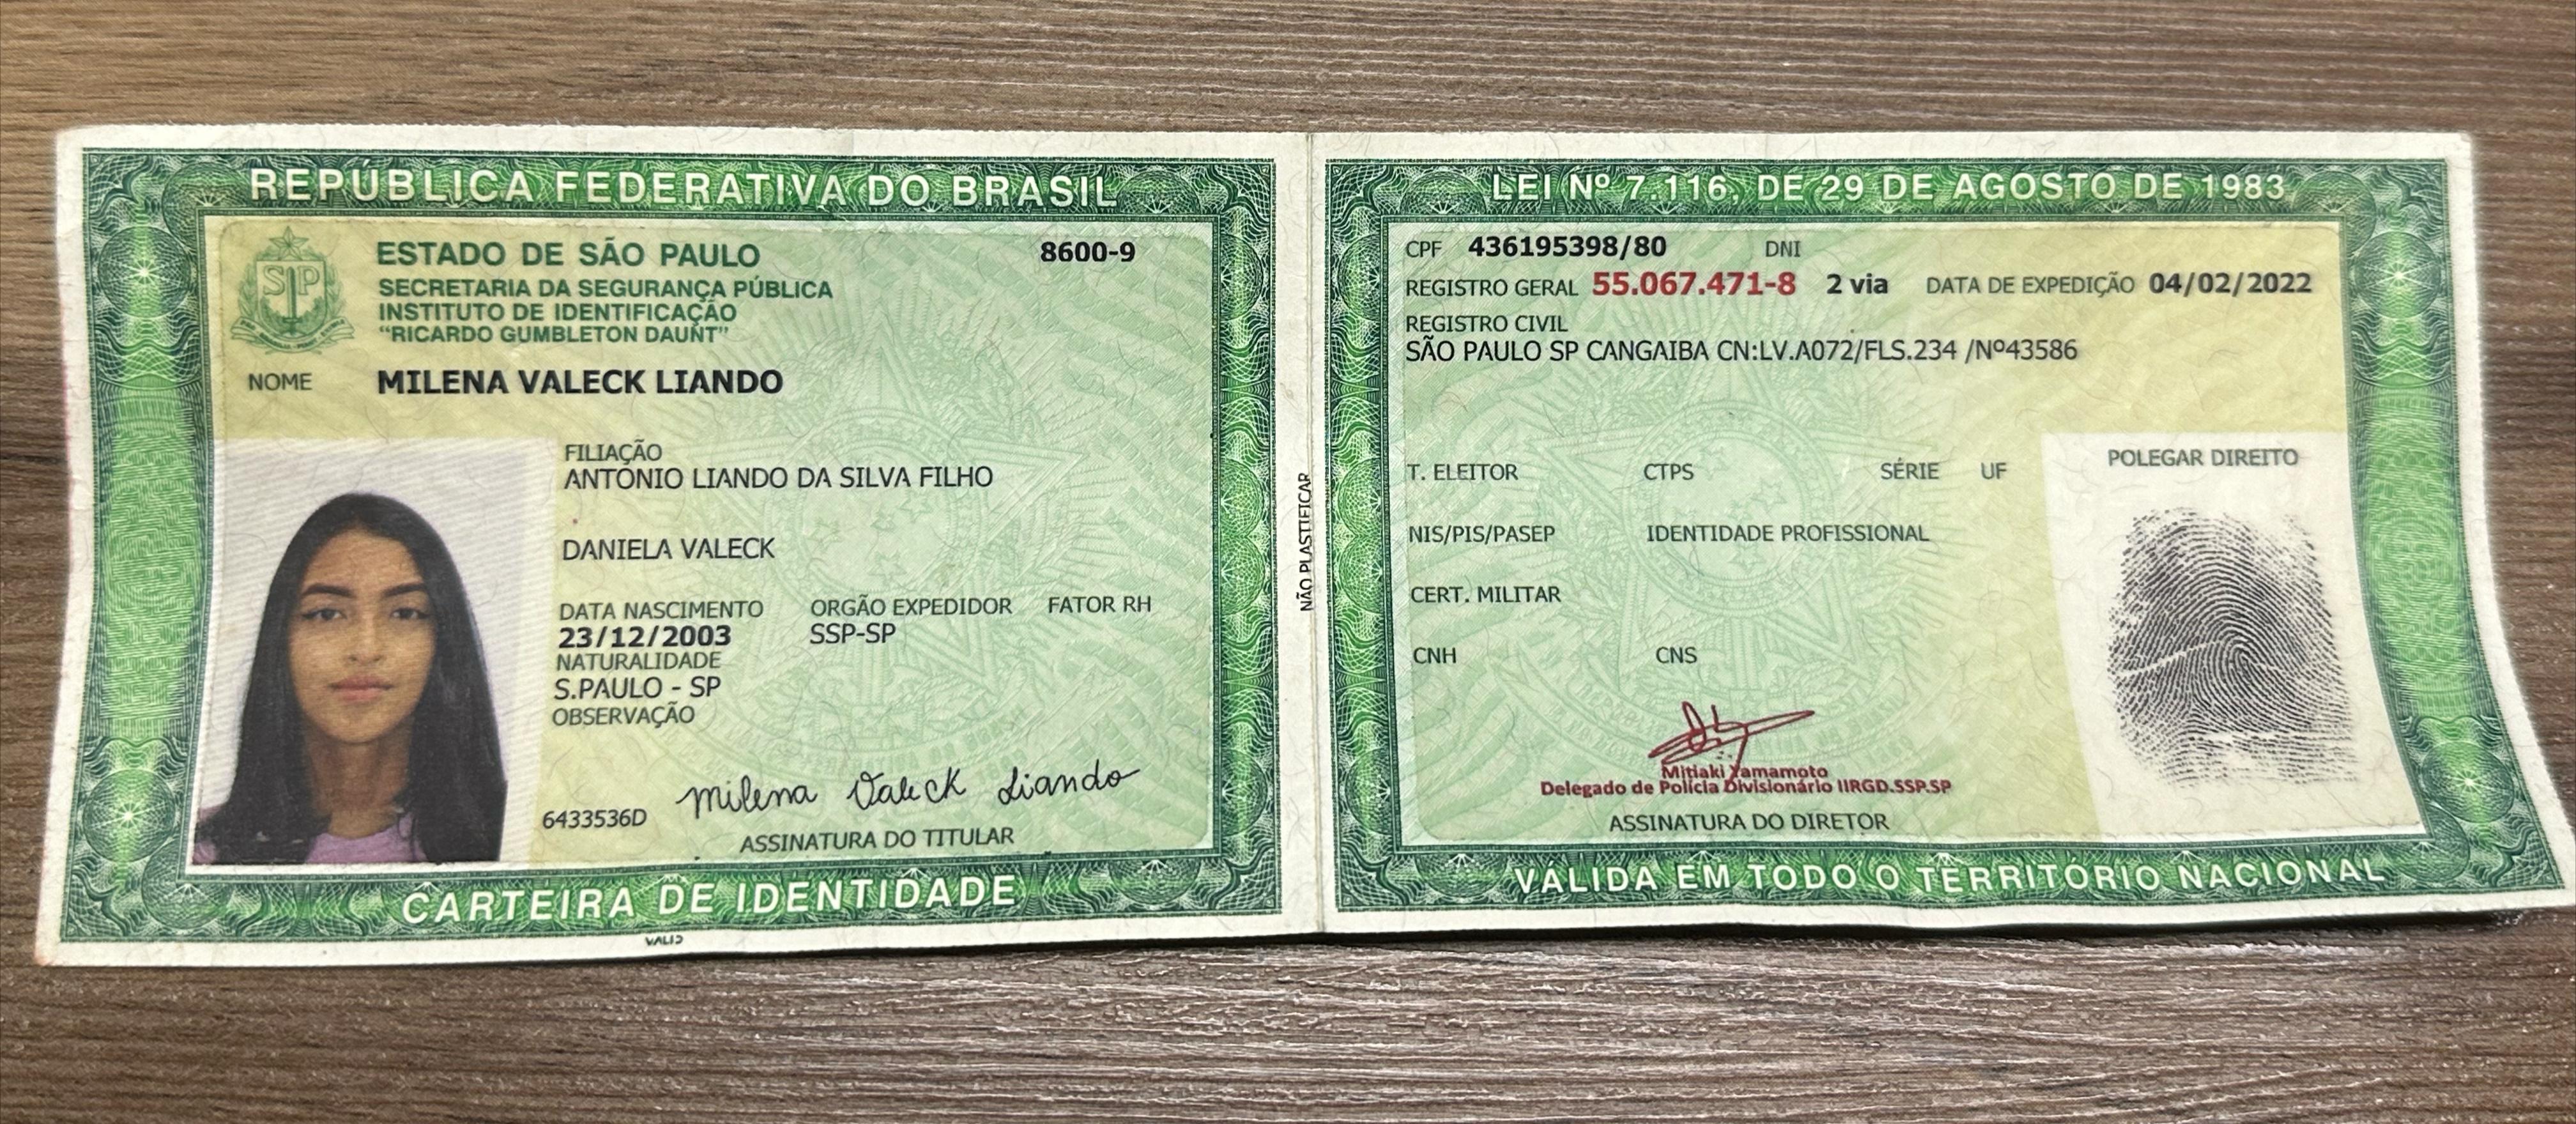 REPÚBLICA FEDERATIVA DO BRASIL
SP
ESTADO DE SÃO PAULO 8600-9
SECRETARIA DA SEGURANÇA PÚBLICA
INSTITUTO DE IDENTIFICAÇÃO
"RICARDO GUMBLETON DAUNT"
NOME MILENA VALECK LIANDO
FILIAÇÃO
ANTONIO LIANDO DA SILVA FILHO
DANIELA VALECK
DATA NASCIMENTO ORGÃO EXPEDIDOR FATOR RH
23/12/2003 SSP-SP
NATURALIDADE
S.PAULO - SP
OBSERVAÇÃO
Milena Valeck Liando
6433536D
ASSINATURA DO TITULAR
CARTEIRA DE IDENTIDADE
VALID
NÃO PLASTIFICAR
LEI Nº 7.116, DE 29 DE AGOSTO DE 1983
CPF 436195398/80 DNI
REGISTRO GERAL 55.067.471-8 2 via DATA DE EXPEDIÇÃO 04/02/2022
REGISTRO CIVIL
SÃO PAULO SP CANGAIBA CN:LV.A072/FLS.234 /Nº43586
T. ELEITOR CTPS SÉRIE UF
POLEGAR DIREITO
NIS/PIS/PASEP IDENTIDADE PROFISSIONAL
CERT. MILITAR
CNH CNS
Mitiaki Yamamoto
Delegado de Polícia Divisionário IIRGD.SSP.SP
ASSINATURA DO DIRETOR
VÁLIDA EM TODO O TERRITÓRIO NACIONAL